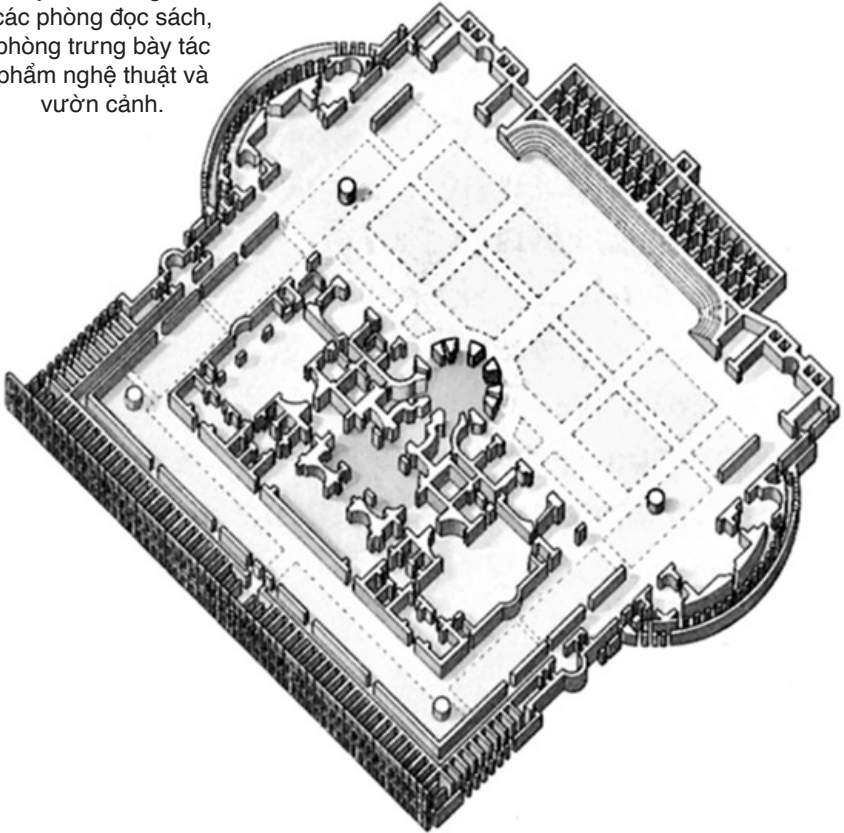 các phòng đọc sách,
phòng trưng bày tác
phẩm nghệ thuật và
vườn cảnh.